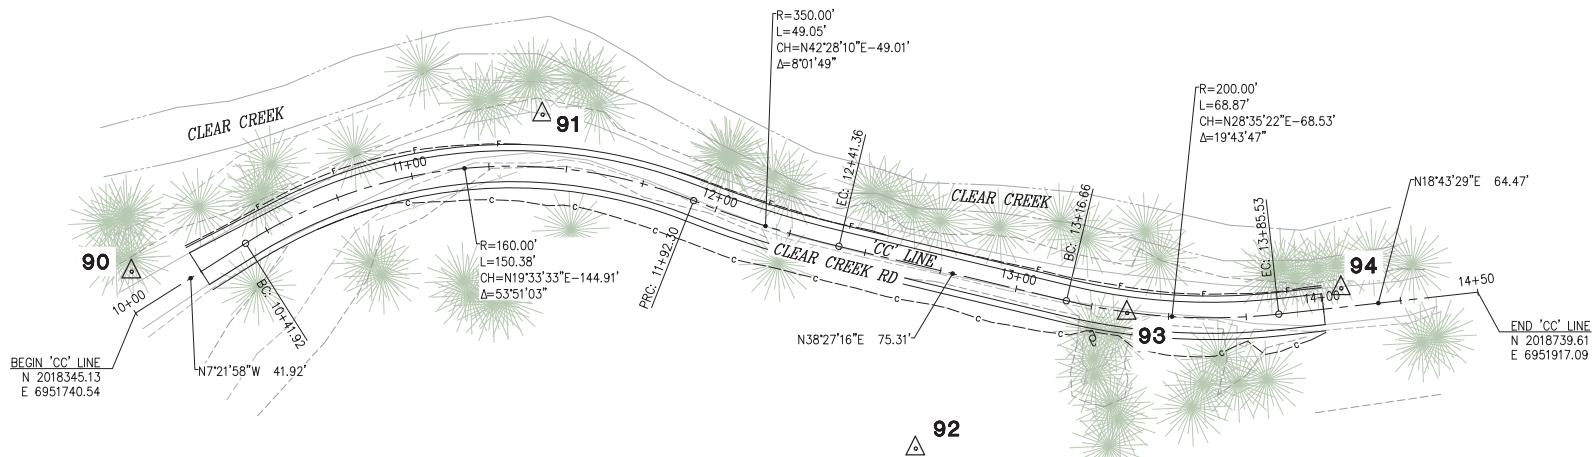 R=350.00'
L=49.05'
CH=N42°28'10"E-49.01'
Δ=8°01'49"
R=200.00'
L=68.87'
CH=N28°35'22"E-68.53'
Δ=19°43'47"
CLEAR CREEK
91
11+00
F
F
F
12+00
EC: 12+41.36
CLEAR CREEK
BC: 13+16.66
N18°43'29"E 64.47'
90
10+00
BC: 10+41.92
C
C
C
C
R=160.00'
L=150.38'
CH=N19°33'33"E-144.91'
Δ=53°51'03"
PRC: 11+92.30
F
F
'CC' LINE
CLEAR CREEK RD
13+00
F
F
F
EC: 13+85.53
94
14+00
14+50
C
C
C
C
C
C
C
93
N38°27'16"E 75.31'
BEGIN 'CC' LINE
N 2018345.13
E 6951740.54
N7°21'58"W 41.92'
END 'CC' LINE
N 2018739.61
E 6951917.09
92